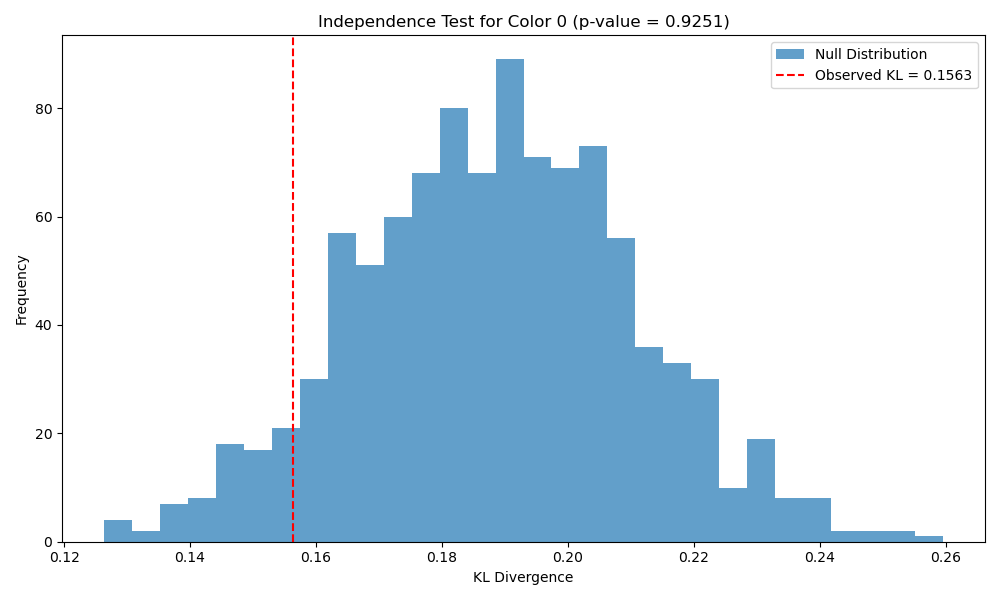 Independence Test for Color 0 (p-value = 0.9251)
Null Distribution
Observed KL = 0.1563
Frequency
80
60
40
20
0
0.12 0.14 0.16 0.18 0.20 0.22 0.24 0.26
KL Divergence